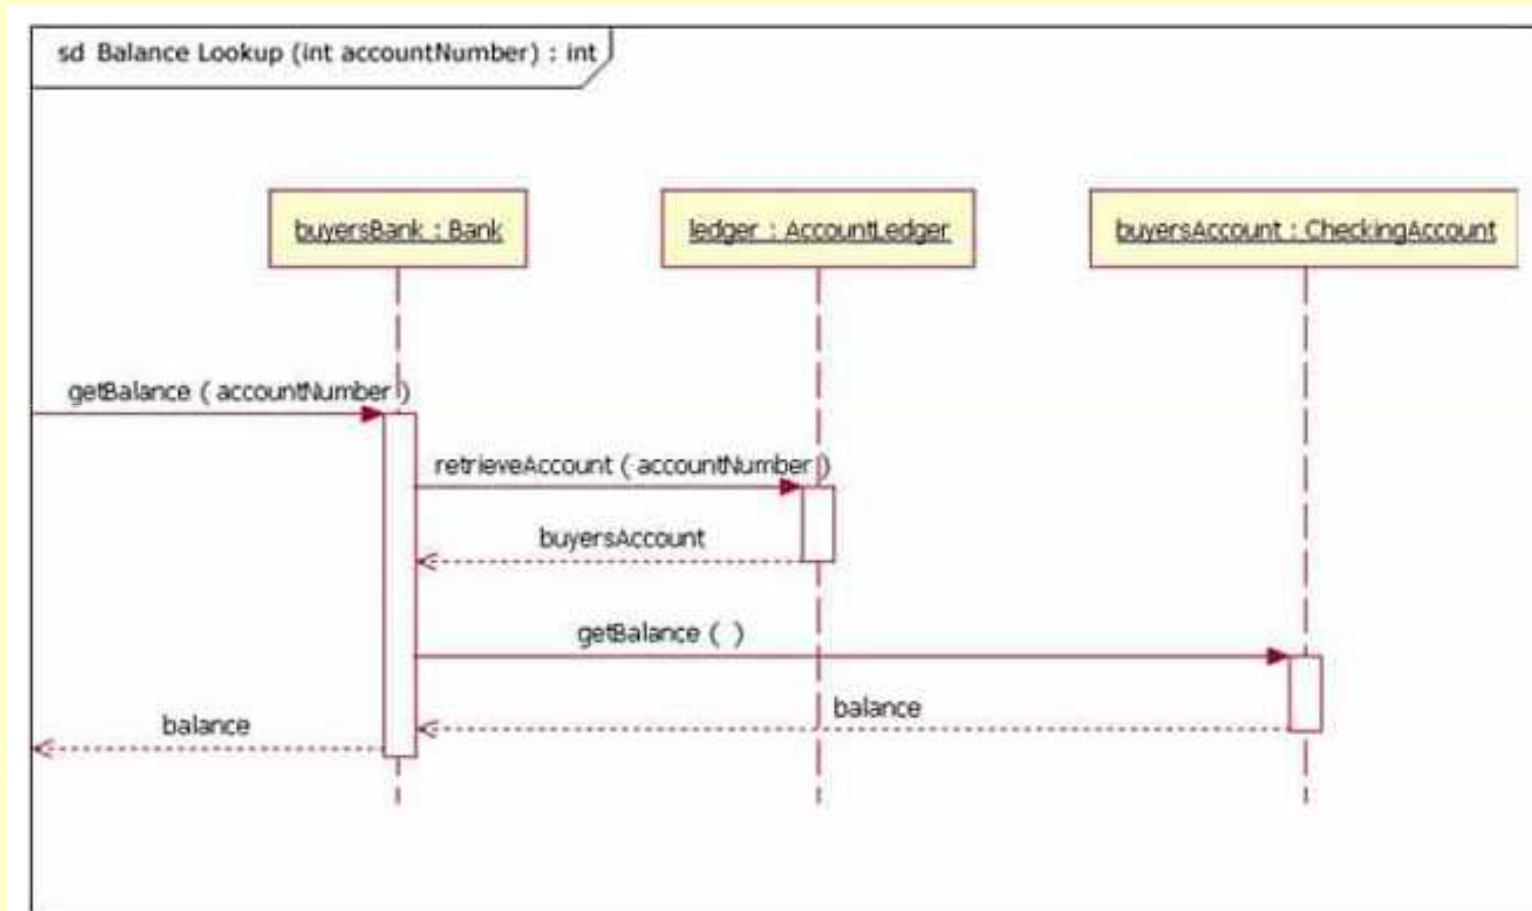 sd Balance Lookup (int accountNumber) : int
buyersBank : Bank
ledger : AccountLedger
buyersAccount : CheckingAccount
getBalance ( accountNumber )
retrieveAccount ( accountNumber )
buyersAccount
getBalance ( )
balance
balance